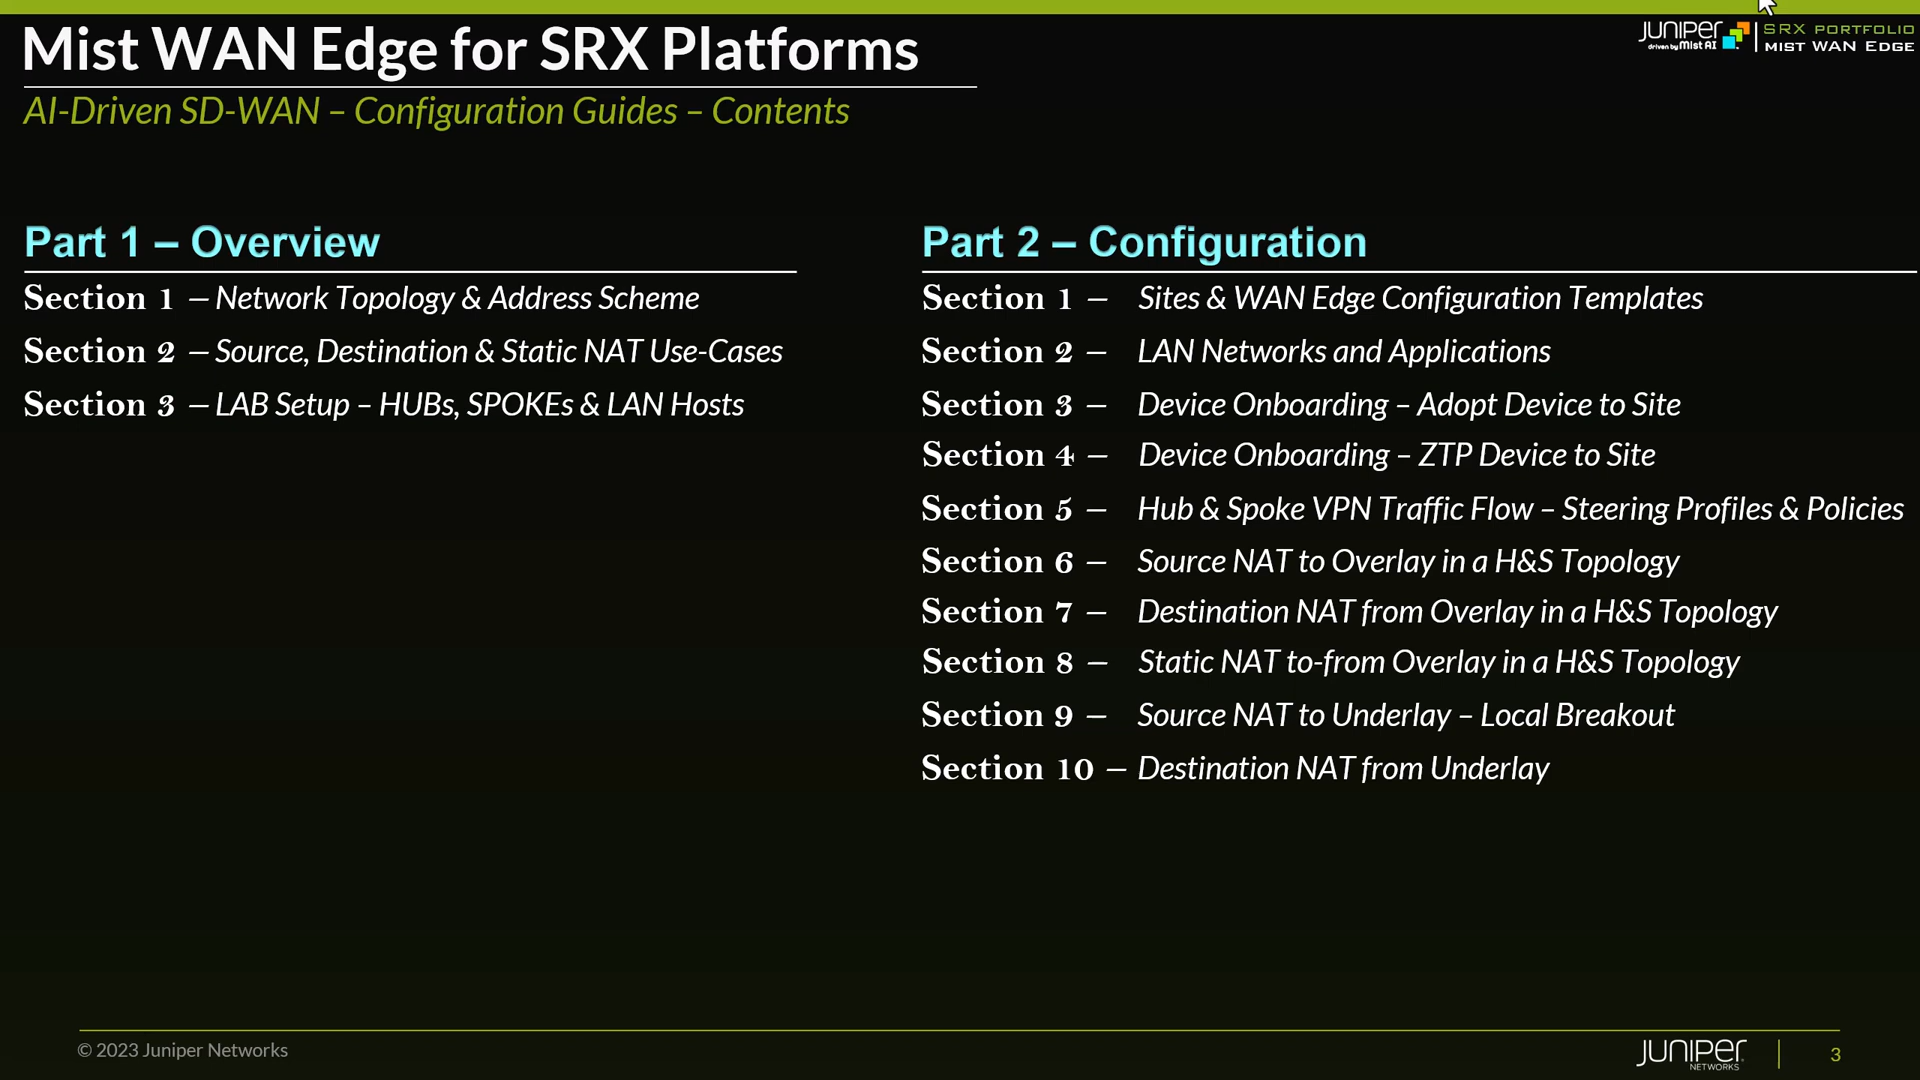 Mist WAN Edge for SRX Platforms
AI-Driven SD-WAN – Configuration Guides – Contents
Juniper
driven by Mist AI
SRX PORTFOLIO
MIST WAN EDGE
Part 1 – Overview
Section 1 – Network Topology & Address Scheme
Section 2 – Source, Destination & Static NAT Use-Cases
Section 3 – LAB Setup – HUBs, SPOKEs & LAN Hosts
Part 2 – Configuration
Section 1 – Sites & WAN Edge Configuration Templates
Section 2 – LAN Networks and Applications
Section 3 – Device Onboarding – Adopt Device to Site
Section 4 – Device Onboarding – ZTP Device to Site
Section 5 – Hub & Spoke VPN Traffic Flow – Steering Profiles & Policies
Section 6 – Source NAT to Overlay in a H&S Topology
Section 7 – Destination NAT from Overlay in a H&S Topology
Section 8 – Static NAT to-from Overlay in a H&S Topology
Section 9 – Source NAT to Underlay – Local Breakout
Section 10 – Destination NAT from Underlay
© 2023 Juniper Networks
Juniper
NETWORKS
3